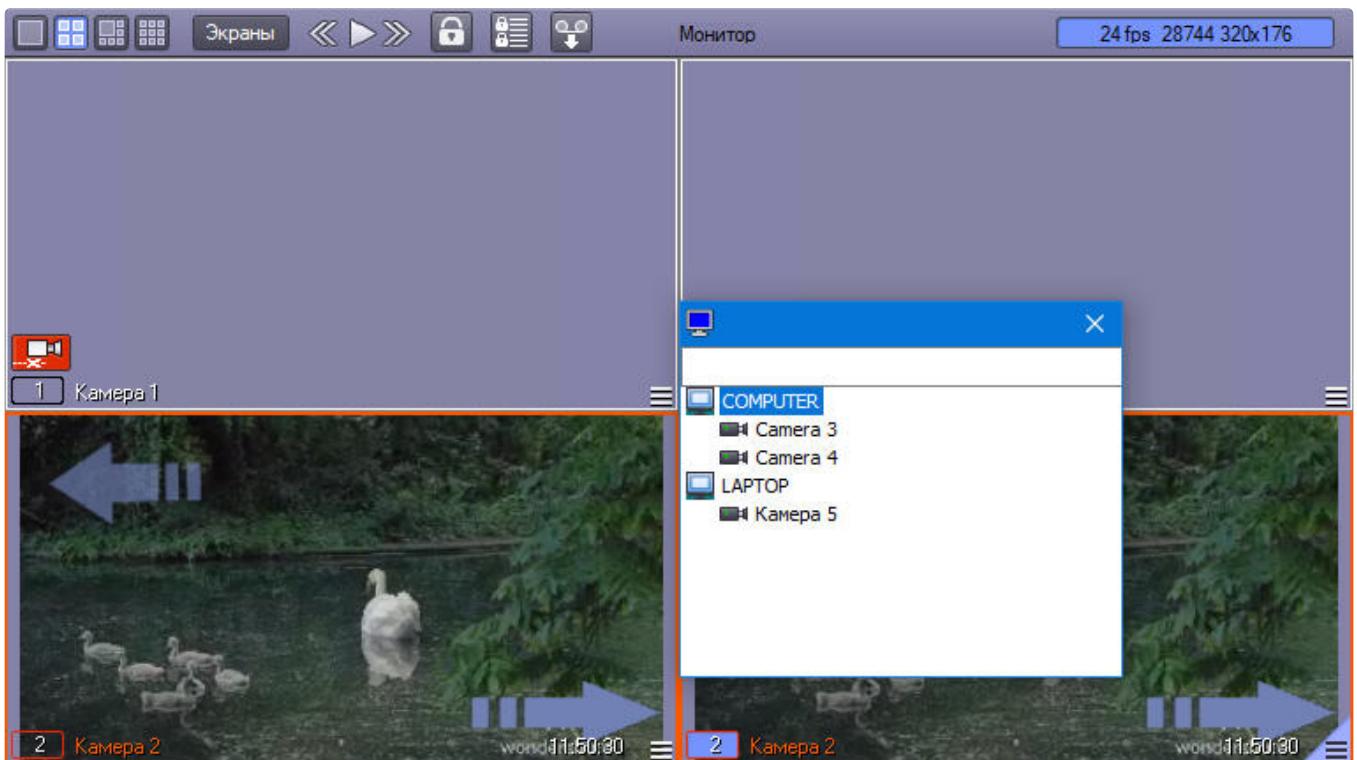 Экраны
Монитор
24 fps 28744 320x176
1 Камера 1
COMPUTER
Camera 3
Camera 4
LAPTOP
Камера 5
2 Камера 2
11:50:30
2 Камера 2
11:50:30